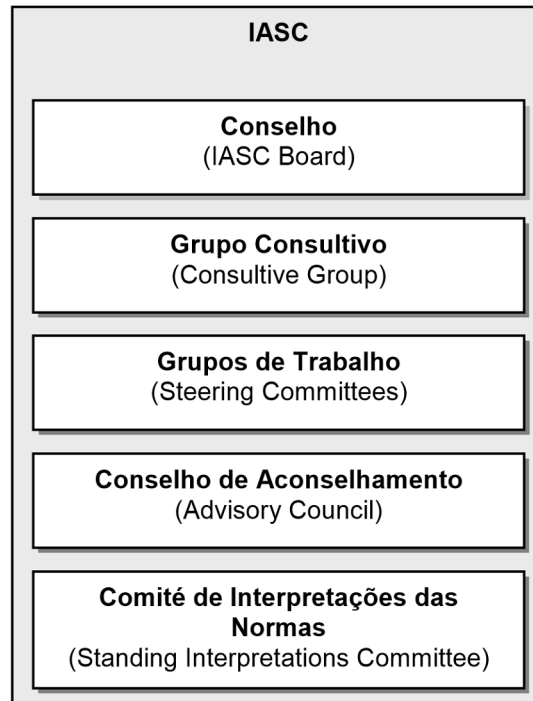 IASC
Conselho
(IASC Board)
Grupo Consultivo
(Consultive Group)
Grupos de Trabalho
(Steering Committees)
Conselho de Aconselhamento
(Advisory Council)
Comité de Interpretações das
Normas
(Standing Interpretations Committee)